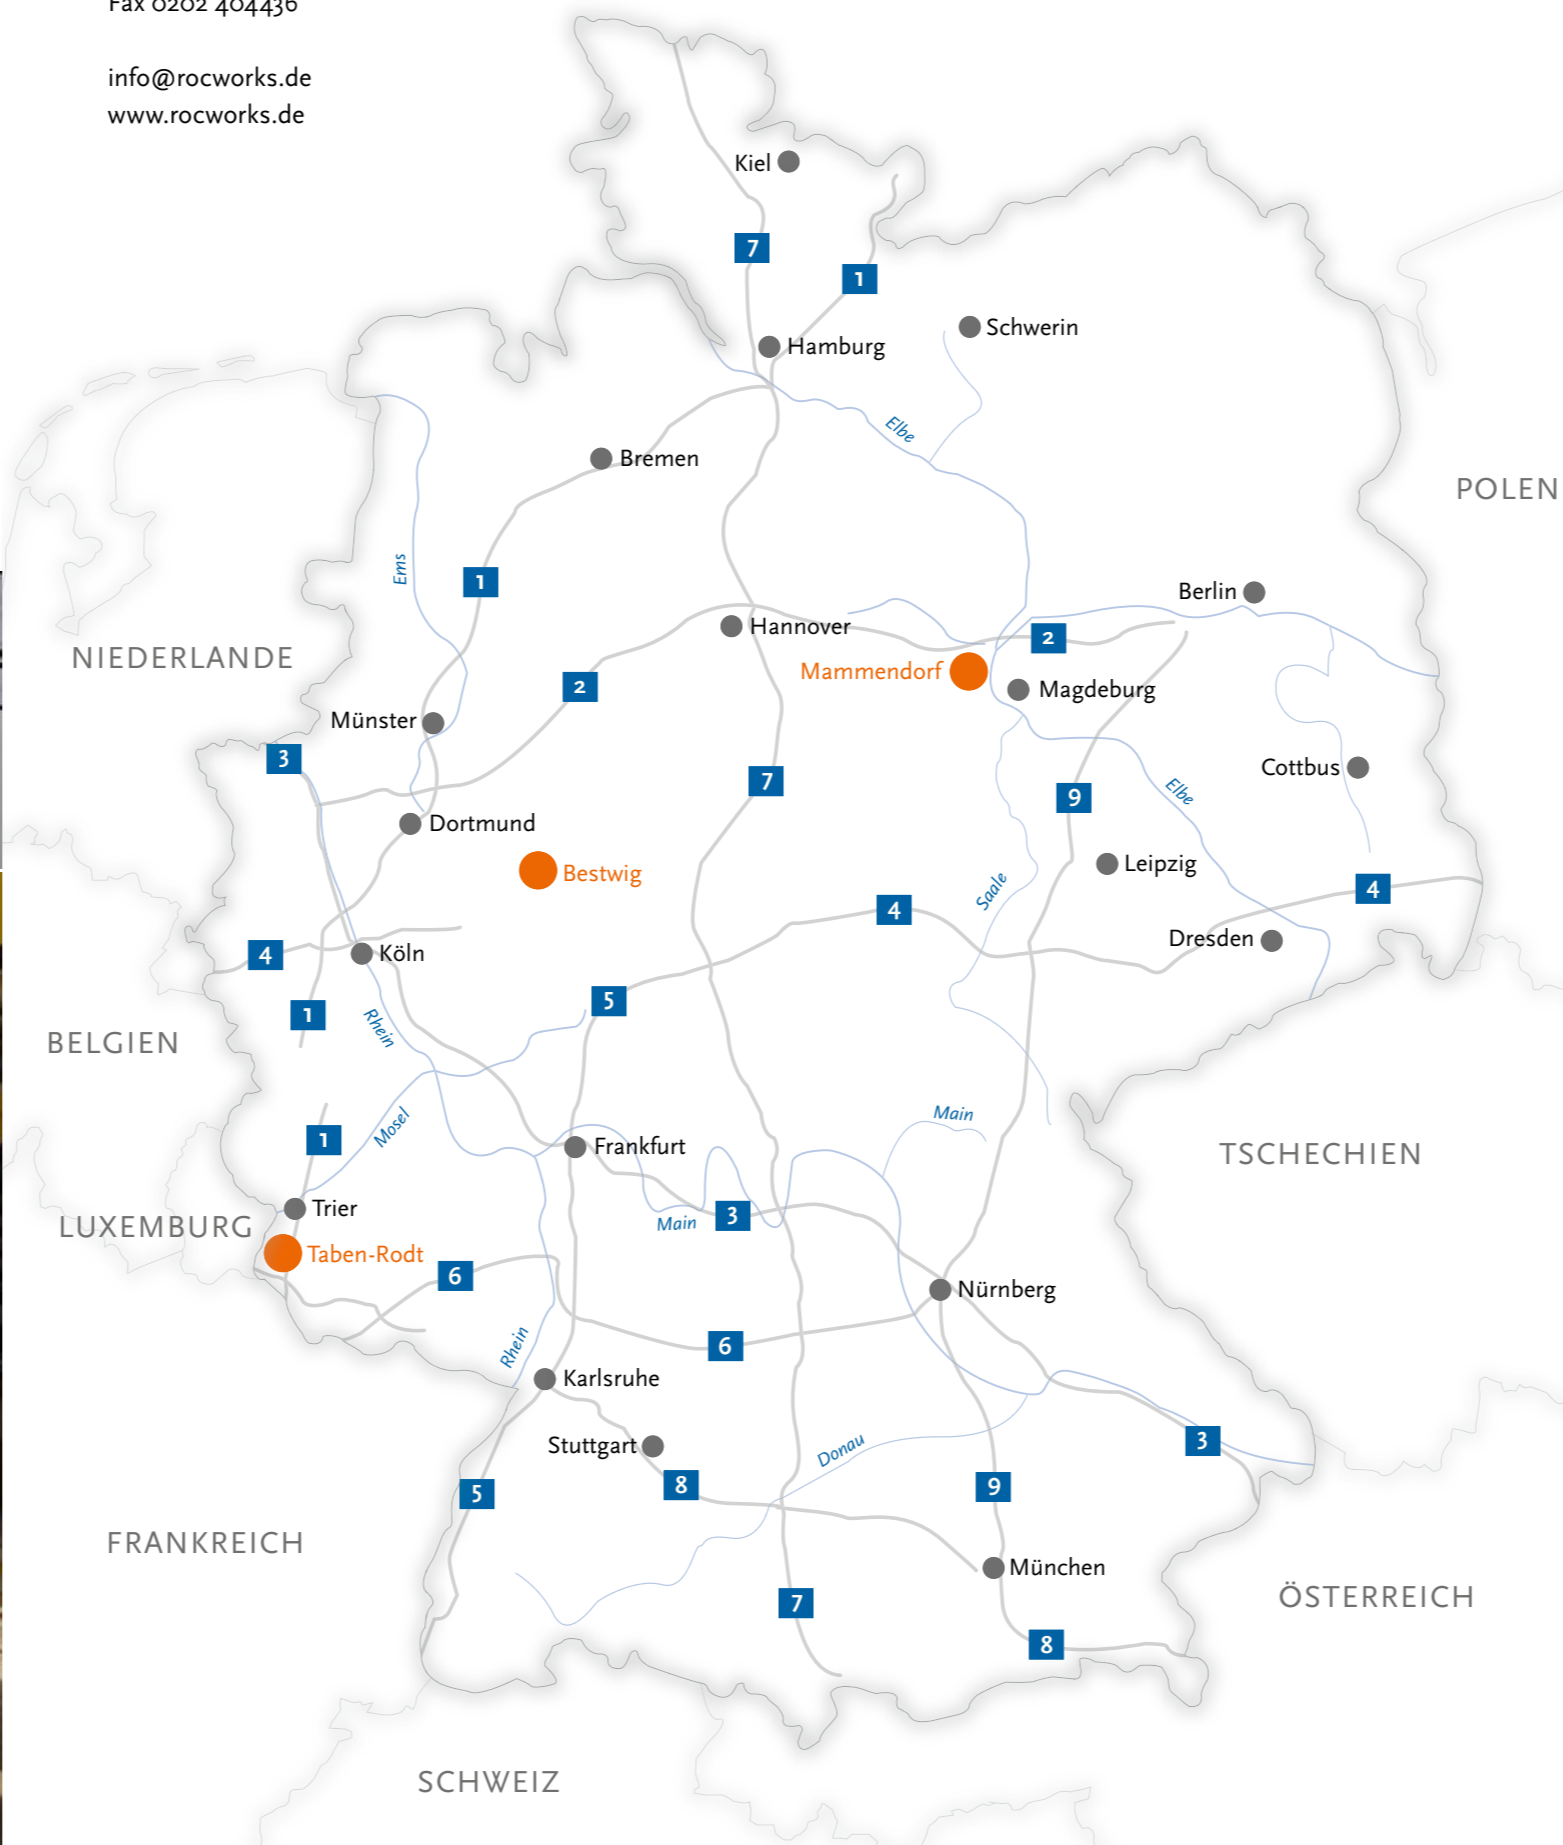 Fax 0202 404436
info@rocworks.de
www.rocworks.de
Kiel
7
1
Schwerin
Hamburg
Elbe
Bremen
POLEN
Ems
1
Berlin
Hannover
2
NIEDERLANDE
Mammendorf
2
Magdeburg
Münster
3
Cottbus
7
Elbe
9
Dortmund
Leipzig
Bestwig
Saale
4
4
Dresden
Köln
4
5
1
Rhein
BELGIEN
Main
Mosel
1
Frankfurt
TSCHECHIEN
Trier
3
Main
LUXEMBURG
Taben-Rodt
6
Nürnberg
Rhein
6
Karlsruhe
3
Stuttgart
Donau
8
9
5
FRANKREICH
München
ÖSTERREICH
7
8
SCHWEIZ